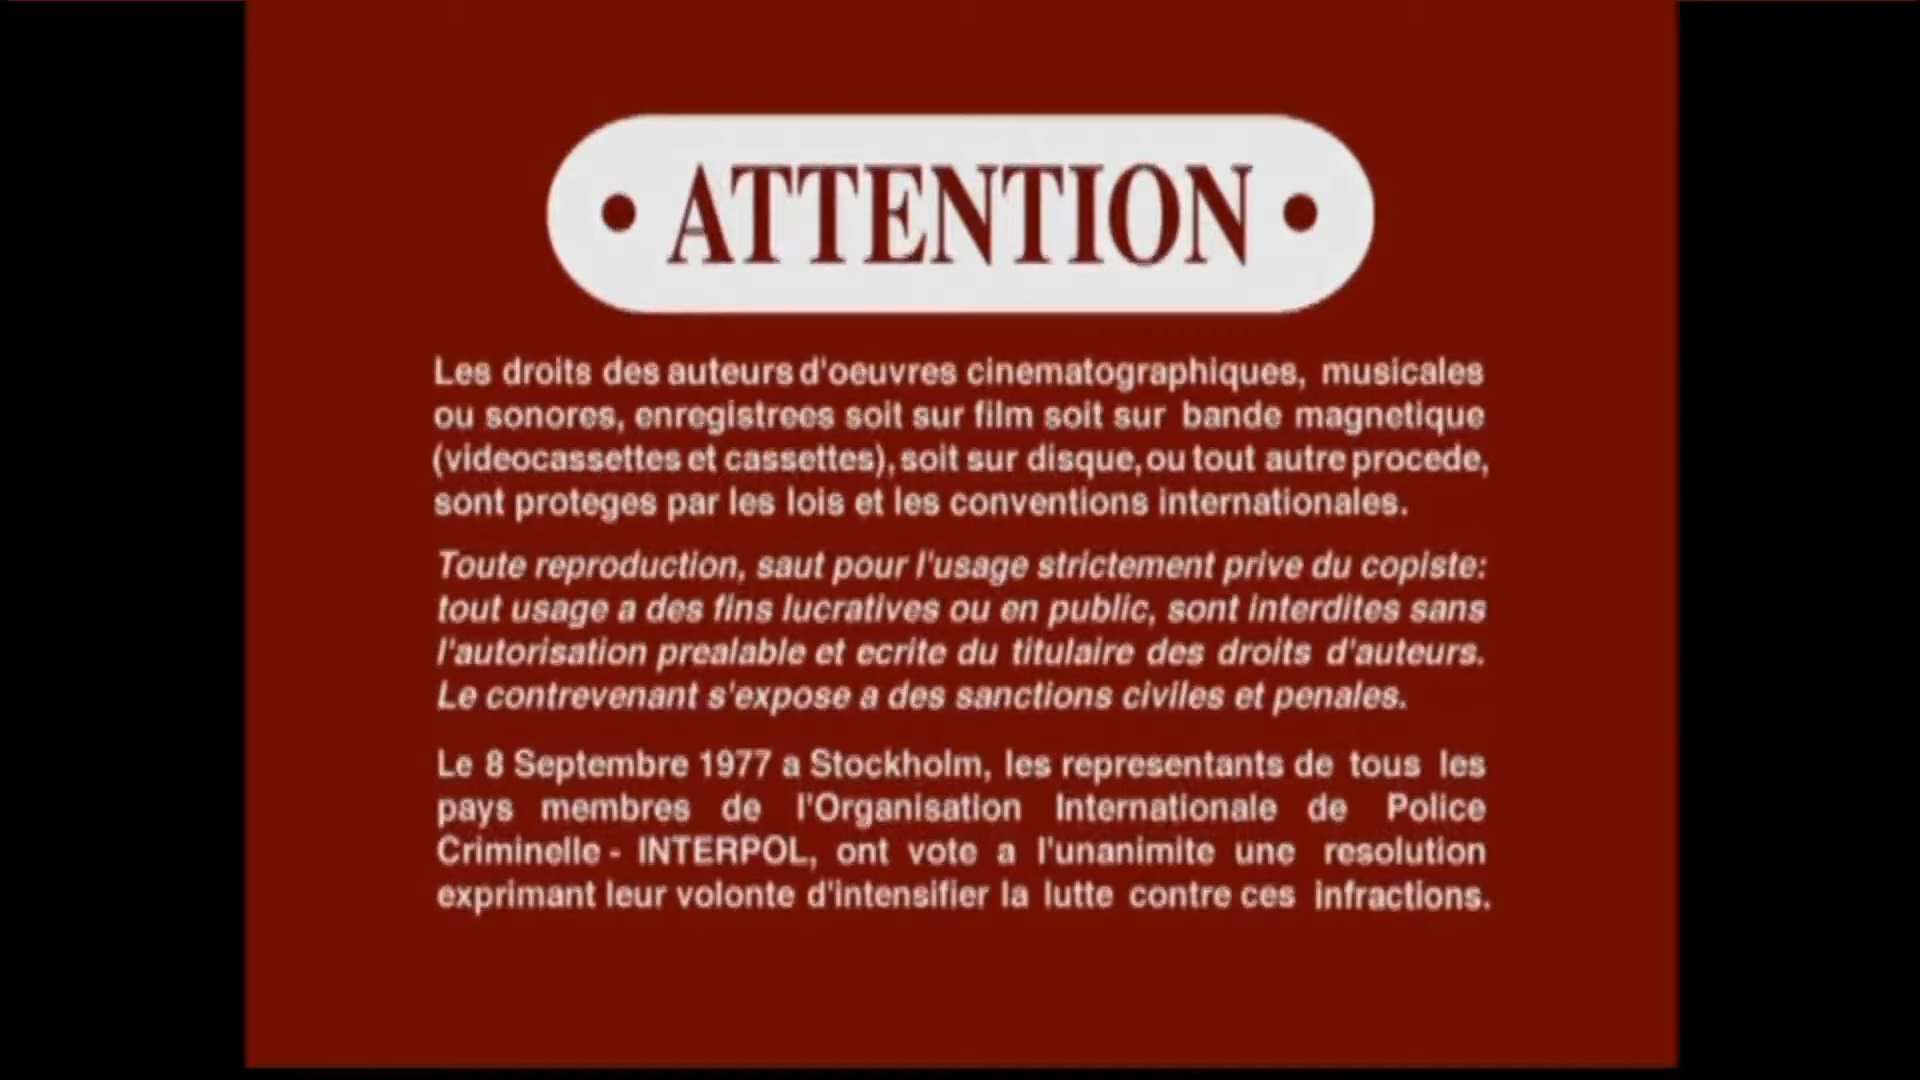 • ATTENTION •
Les droits des auteurs d'oeuvres cinematographiques, musicales
ou sonores, enregistrees soit sur film soit sur bande magnetique
(videocassettes et cassettes), soit sur disque, ou tout autre procede,
sont proteges par les lois et les conventions internationales.
Toute reproduction, saut pour l'usage strictement prive du copiste:
tout usage a des fins lucratives ou en public, sont interdites sans
l'autorisation prealable et ecrite du titulaire des droits d'auteurs.
Le contrevenant s'expose a des sanctions civiles et penales.
Le 8 Septembre 1977 a Stockholm, les representants de tous les
pays membres de l'Organisation Internationale de Police
Criminelle - INTERPOL, ont vote a l'unanimite une resolution
exprimant leur volonte d'intensifier la lutte contre ces infractions.